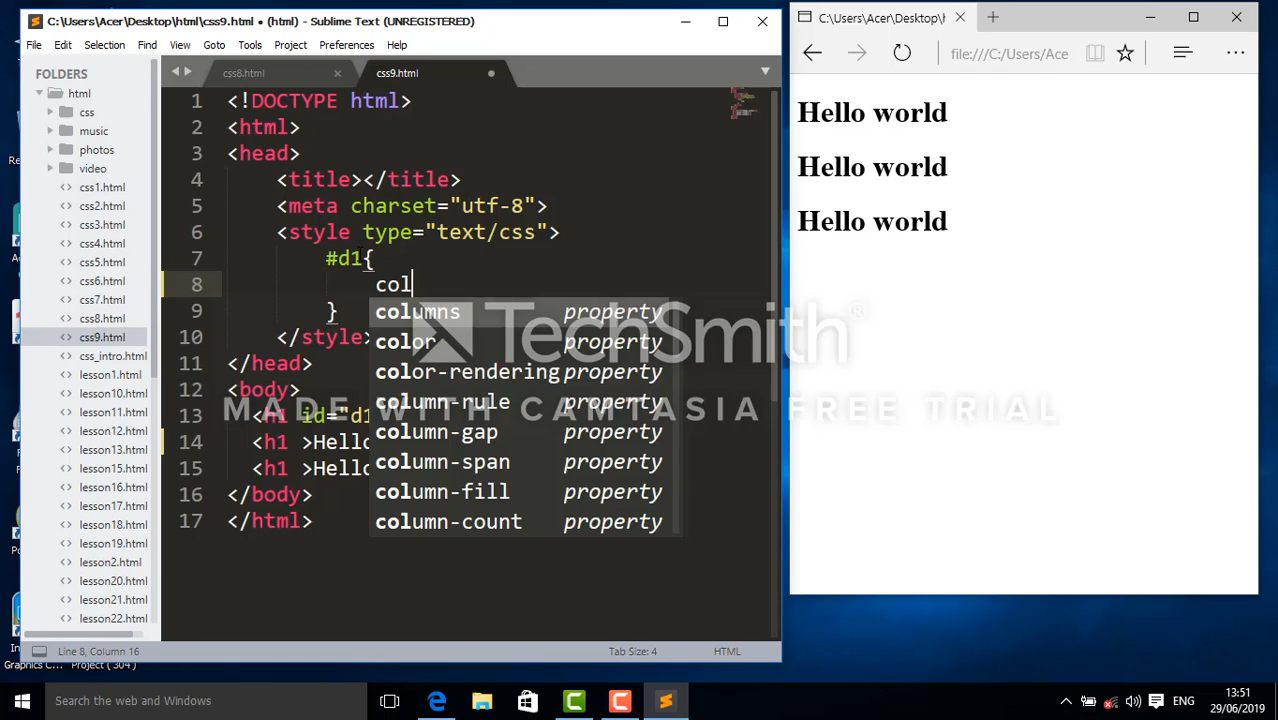 C:\Users\Acer\Desktop\html\css9.html • (html) - Sublime Text (UNREGISTERED)
File Edit Selection Find View Goto Tools Project Preferences Help
FOLDERS
html
css
music
photos
video
css1.html
css2.html
css3.html
css4.html
css5.html
css6.html
css7.html
css8.html
css9.html
css_intro.html
lesson1.html
lesson10.html
lesson11.html
lesson12.html
lesson13.html
lesson15.html
lesson16.html
lesson17.html
lesson18.html
lesson19.html
lesson2.html
lesson20.html
lesson21.html
lesson22.html
css8.html
css9.html
1 <!DOCTYPE html>
2 <html>
3 <head>
4 <title></title>
5 <meta charset="utf-8">
6 <style type="text/css">
7 #d1{
8 col
9 }
10 </style>
11 </head>
12 <body>
13 <h1 id="d1
14 <h1 >Hello
15 <h1 >Hello
16 </body>
17 </html>
columns property
color property
color-rendering property
column-rule property
column-gap property
column-span property
column-fill property
column-count property
TechSmith®
MADE WITH CAMTASIA FREE TRIAL
Line 8, Column 16
Tab Size: 4
HTML
C:\Users\Acer\Desktop\h
file:///C:/Users/Ace
Hello world
Hello world
Hello world
Graphics C... Project ( 304 )
Search the web and Windows
ENG
13:51
29/06/2019